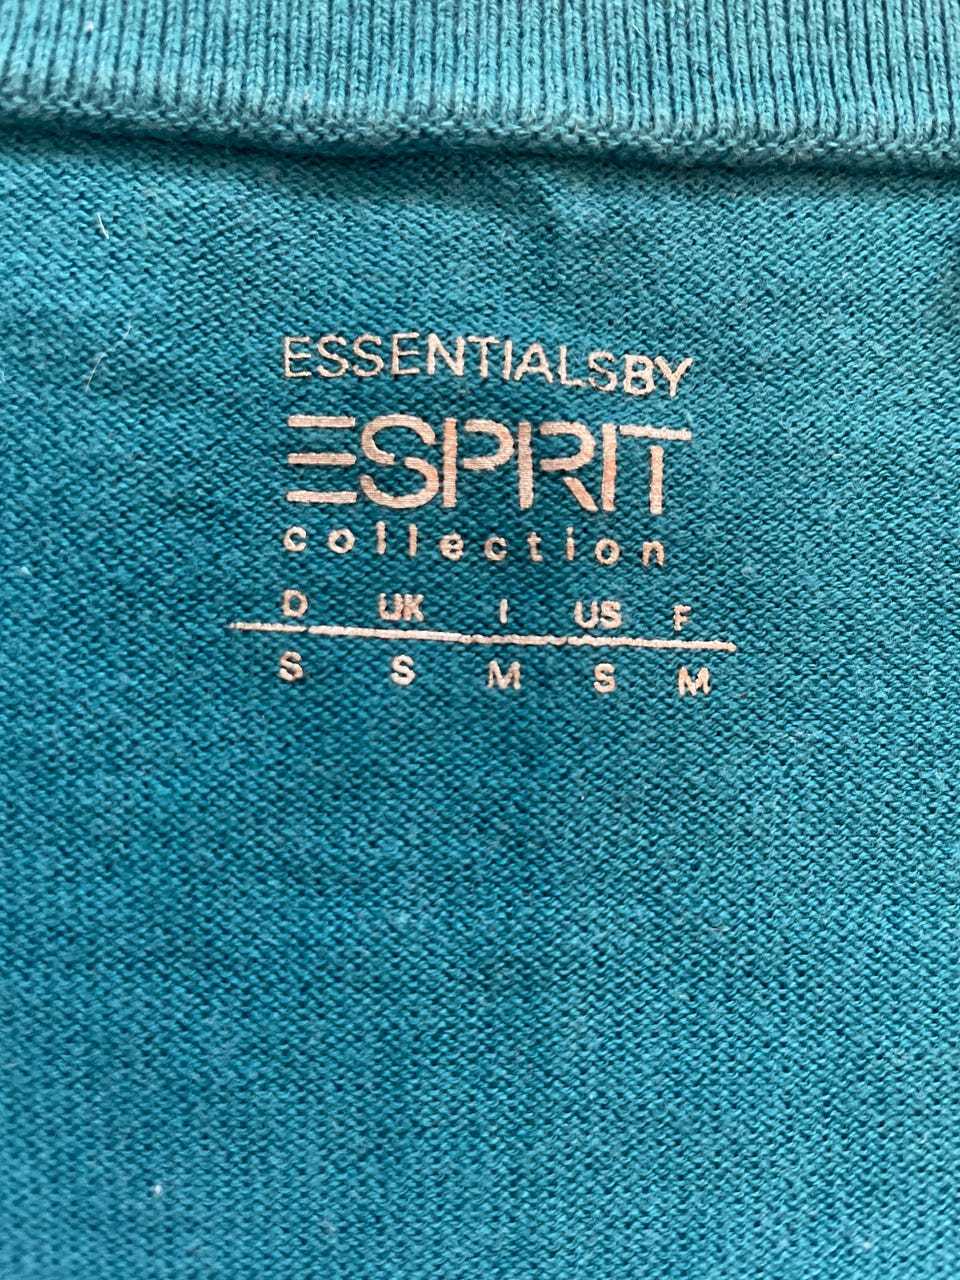 ESSENTIALSBY
ESPRIT
collection
D UK I US F
S S M S M